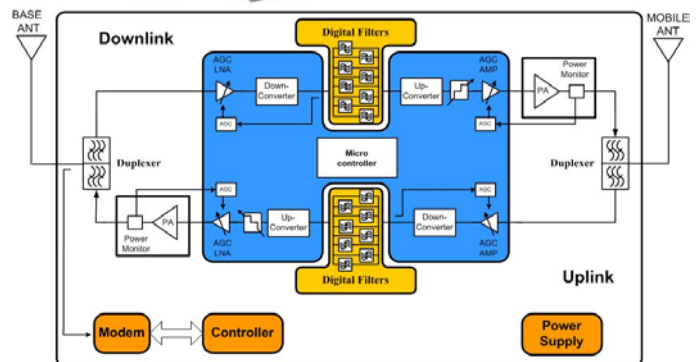 BASE
ANT
MOBILE
ANT
Downlink
Digital Filters
AGC
LNA
Down-
Converter
AGC
Up-
Converter
AGC
AMP
AGC
PA
Power
Monitor
Micro
controller
Duplexer
Duplexer
Power
Monitor
PA
AGC
AGC
LNA
Up-
Converter
AGC
Down-
Converter
AGC
AMP
Digital Filters
Uplink
Modem
Controller
Power
Supply